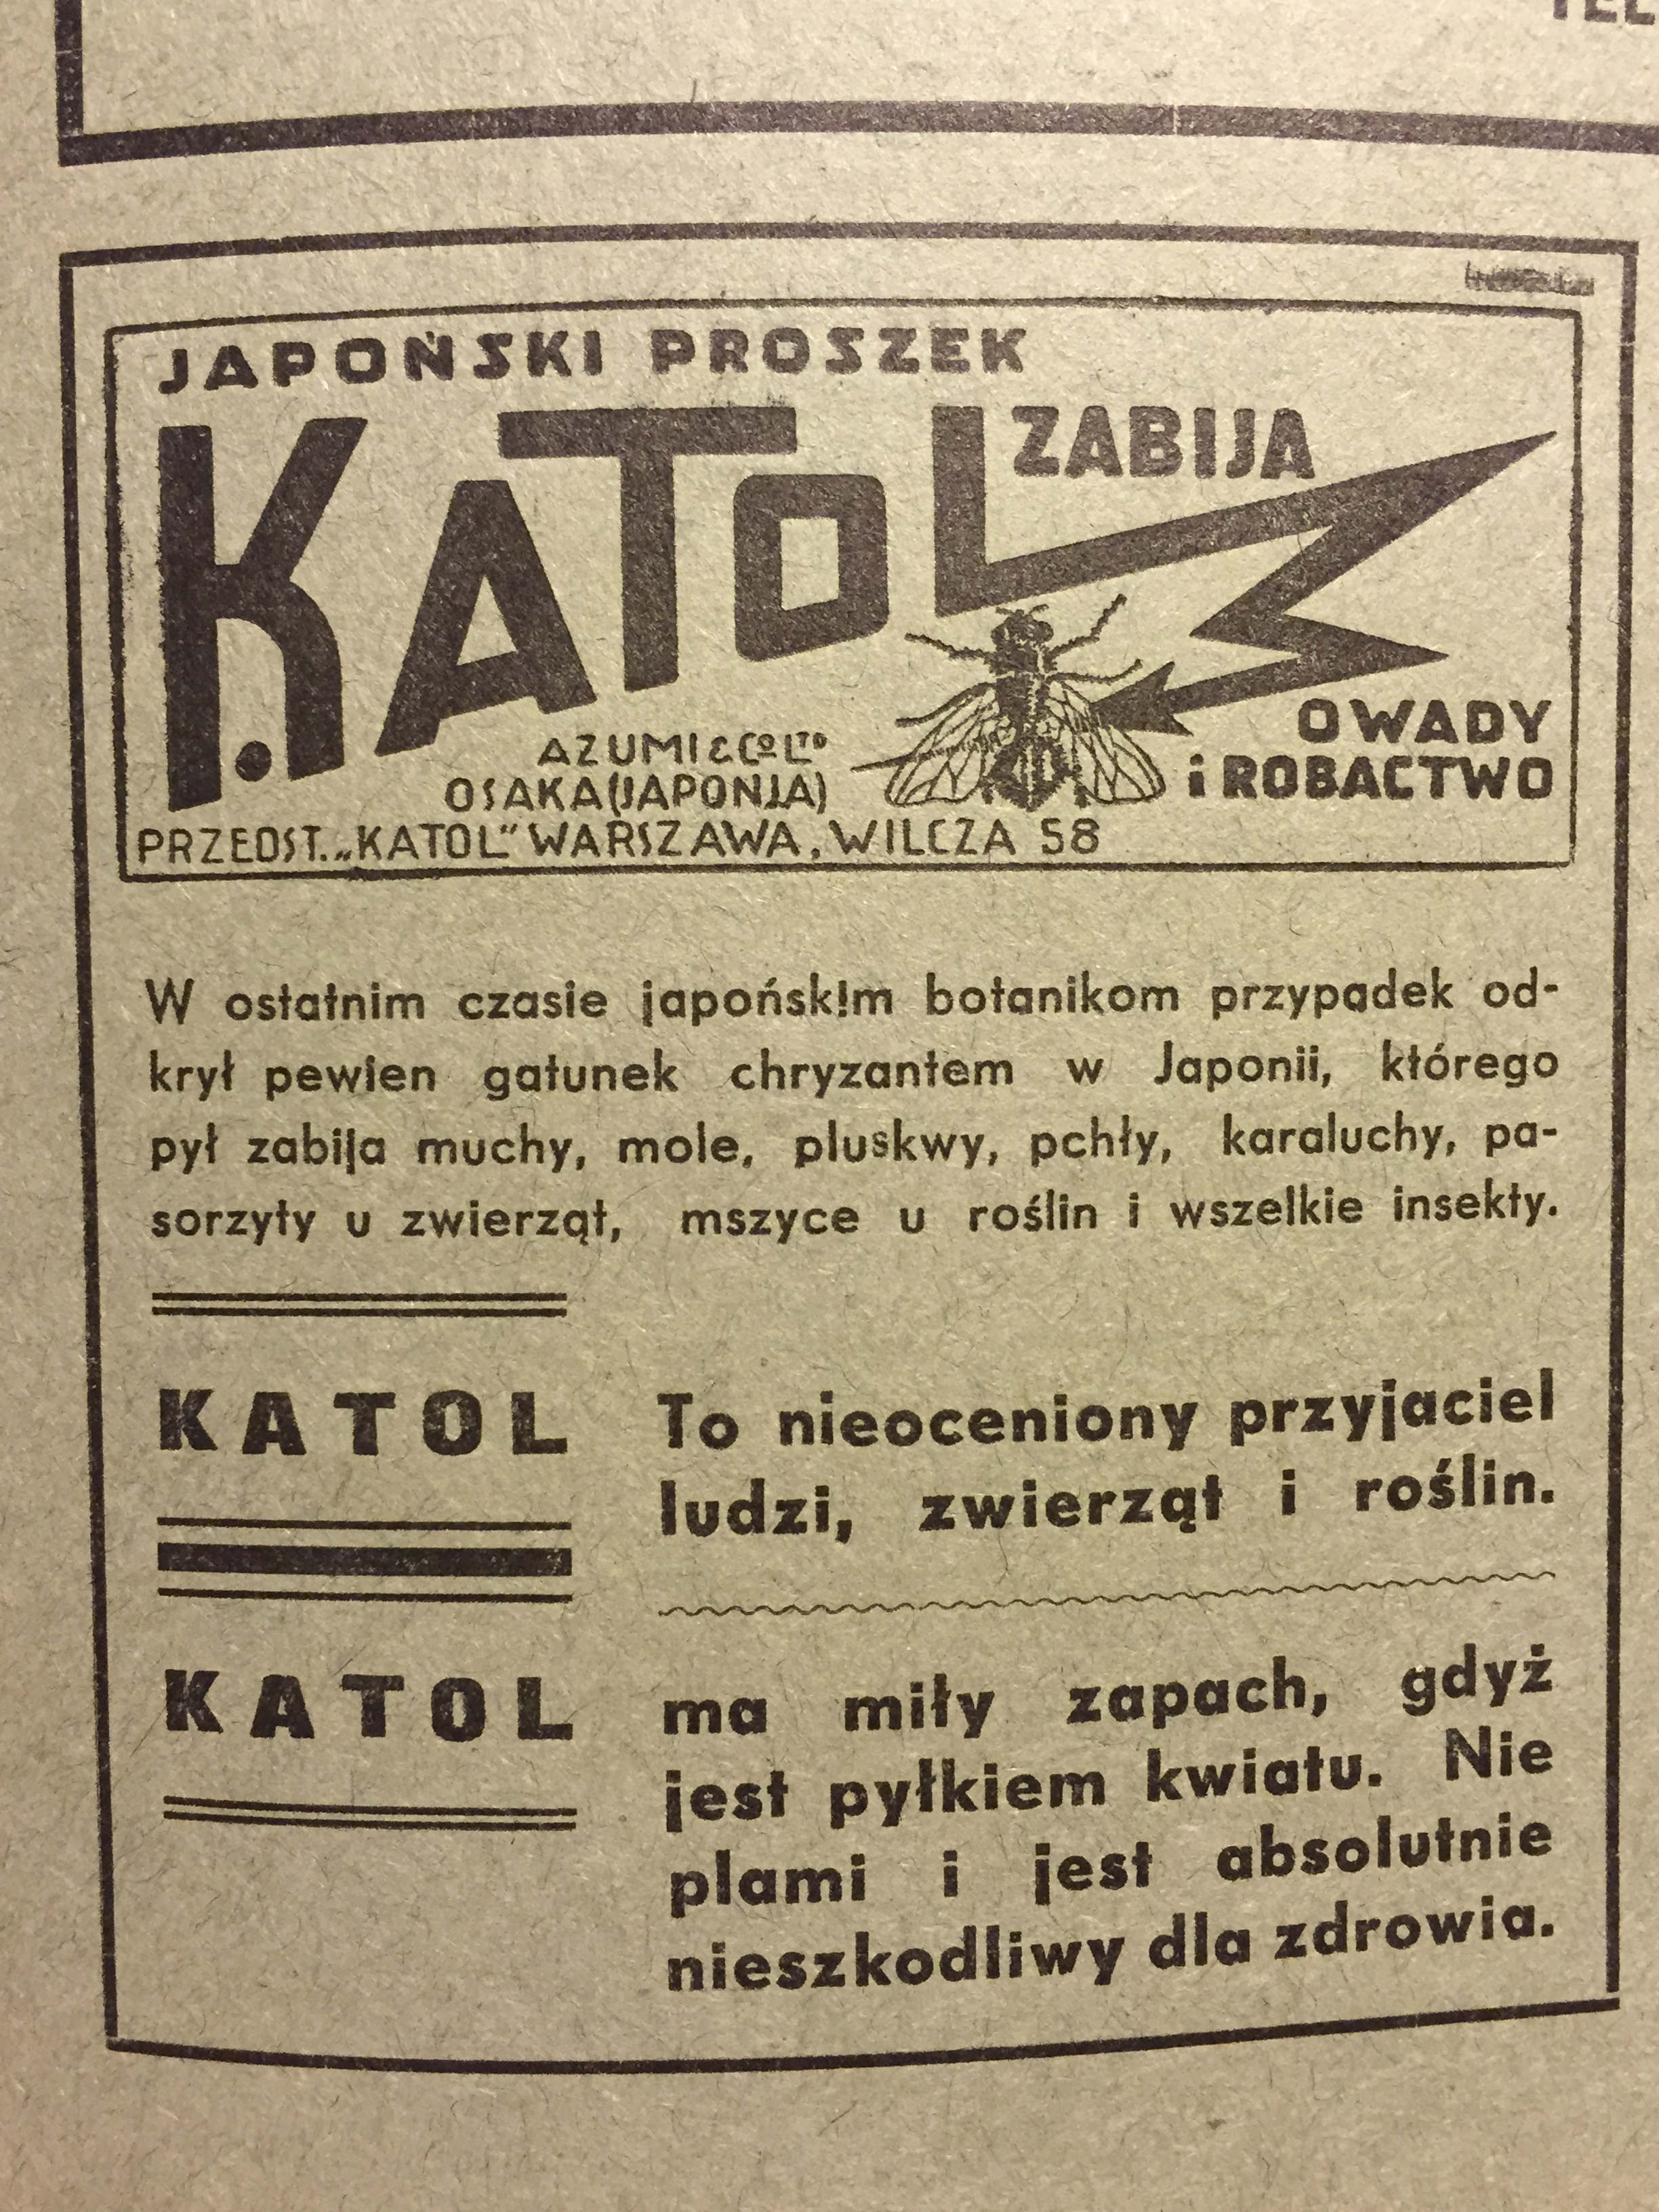 TEL
JAPOŃSKI PROSZEK
KATOL ZABIJA
OWADY
i ROBACTWO
AZUMI & Co LTD
OSAKA (JAPONJA)
PRZEDST. „KATOL” WARSZAWA, WILCZA 58
W ostatnim czasie japońskim botanikom przypadek od-
krył pewien gatunek chryzantem w Japonii, którego
pył zabija muchy, mole, pluskwy, pchły, karaluchy, pa-
sorzyty u zwierząt, mszyce u roślin i wszelkie insekty.
KATOL To nieoceniony przyjaciel
ludzi, zwierząt i roślin.
KATOL ma miły zapach, gdyż
jest pyłkiem kwiatu. Nie
plami i jest absolutnie
nieszkodliwy dla zdrowia.